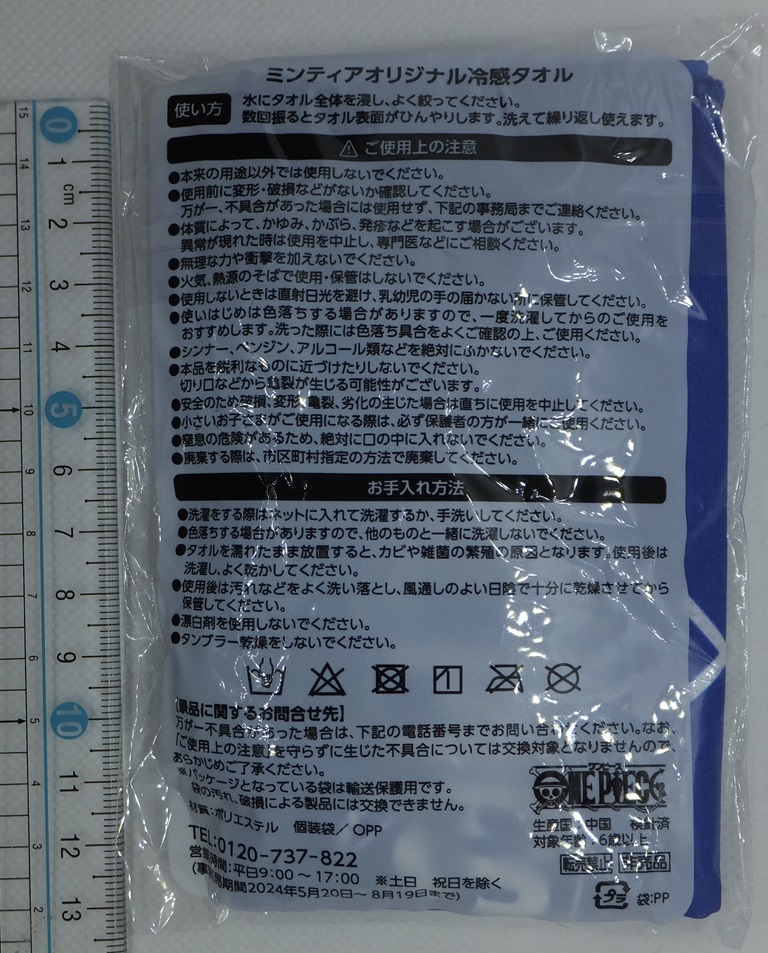 ミンティアオリジナル冷感タオル
使い方
水にタオル全体を浸し、よく絞ってください。
数回振るとタオル表面がひんやりします。洗えて繰り返し使えます。
⚠ご使用上の注意
●本来の用途以外では使用しないでください。
●使用前に変形・破損などがないか確認してください。
万が一、不具合があった場合には使用せず、下記の事務局までご連絡ください。
●体質によって、かゆみ、かぶら、発疹などを起こす場合がございます。
異常が現れた時は使用を中止し、専門医などにご相談ください。
●無理な力や衝撃を加えないでください。
●火気、熱源のそばで使用・保管はしないでください。
●使用しないときは直射日光を避け、乳幼児の手の届かない所に保管してください。
●使いはじめは色落ちする場合がありますので、一度洗濯してからのご使用を
おすすめします。洗った際には色落ち具合をよくご確認の上、ご使用ください。
●シンナー、ベンジン、アルコール類などを絶対にふかないでください。
●本品を鋭利なものに近づけたりしないでください。
切り口などから亀裂が生じる可能性がございます。
●安全のため破損、変形、亀裂、劣化の生じた場合は直ちに使用を中止してください。
●小さいお子さまがご使用になる際は、必ず保護者の方が一緒にご使用ください。
●窒息の危険があるため、絶対に口の中に入れないでください。
●廃棄する際は、市区町村指定の方法で廃棄してください。
お手入れ方法
●洗濯をする際はネットに入れて洗濯するか、手洗いしてください。
●色落ちする場合がありますので、他のものと一緒に洗濯しないでください。
●タオルを濡れたまま放置すると、カビや雑菌の繁殖の原因となります。使用後は
洗濯し、よく乾かしてください。
●使用後は汚れなどをよく洗い落とし、風通しのよい日陰で十分に乾燥させてから
保管してください。
●漂白剤を使用しないでください。
●タンブラー乾燥をしないでください。
【景品に関するお問合せ先】
万が一不具合があった場合は、下記の電話番号までお問い合わせください。なお、
「ご使用上の注意」を守らずに生じた不具合については交換対象となりませんので、
あらかじめご了承ください。
※パッケージとなっている袋は輸送保護用です。
袋の汚れ、破損による製品には交換できません。
材質:ポリエステル 個装袋/OPP
TEL:0120-737-822
営業時間:平日9:00~17:00 ※土日 祝日を除く
(事務局期間2024年5月20日~8月19日まで)
ワンピース
ONE PIECE
生産国:中国 検針済
対象年齢:6歳以上
転売禁止 非売品
プラ 袋:PP
15
14
13
12
11
10
9
8
7
6
5
4
3
2
0
1
cm
2
3
4
5
6
7
8
9
10
11
12
13